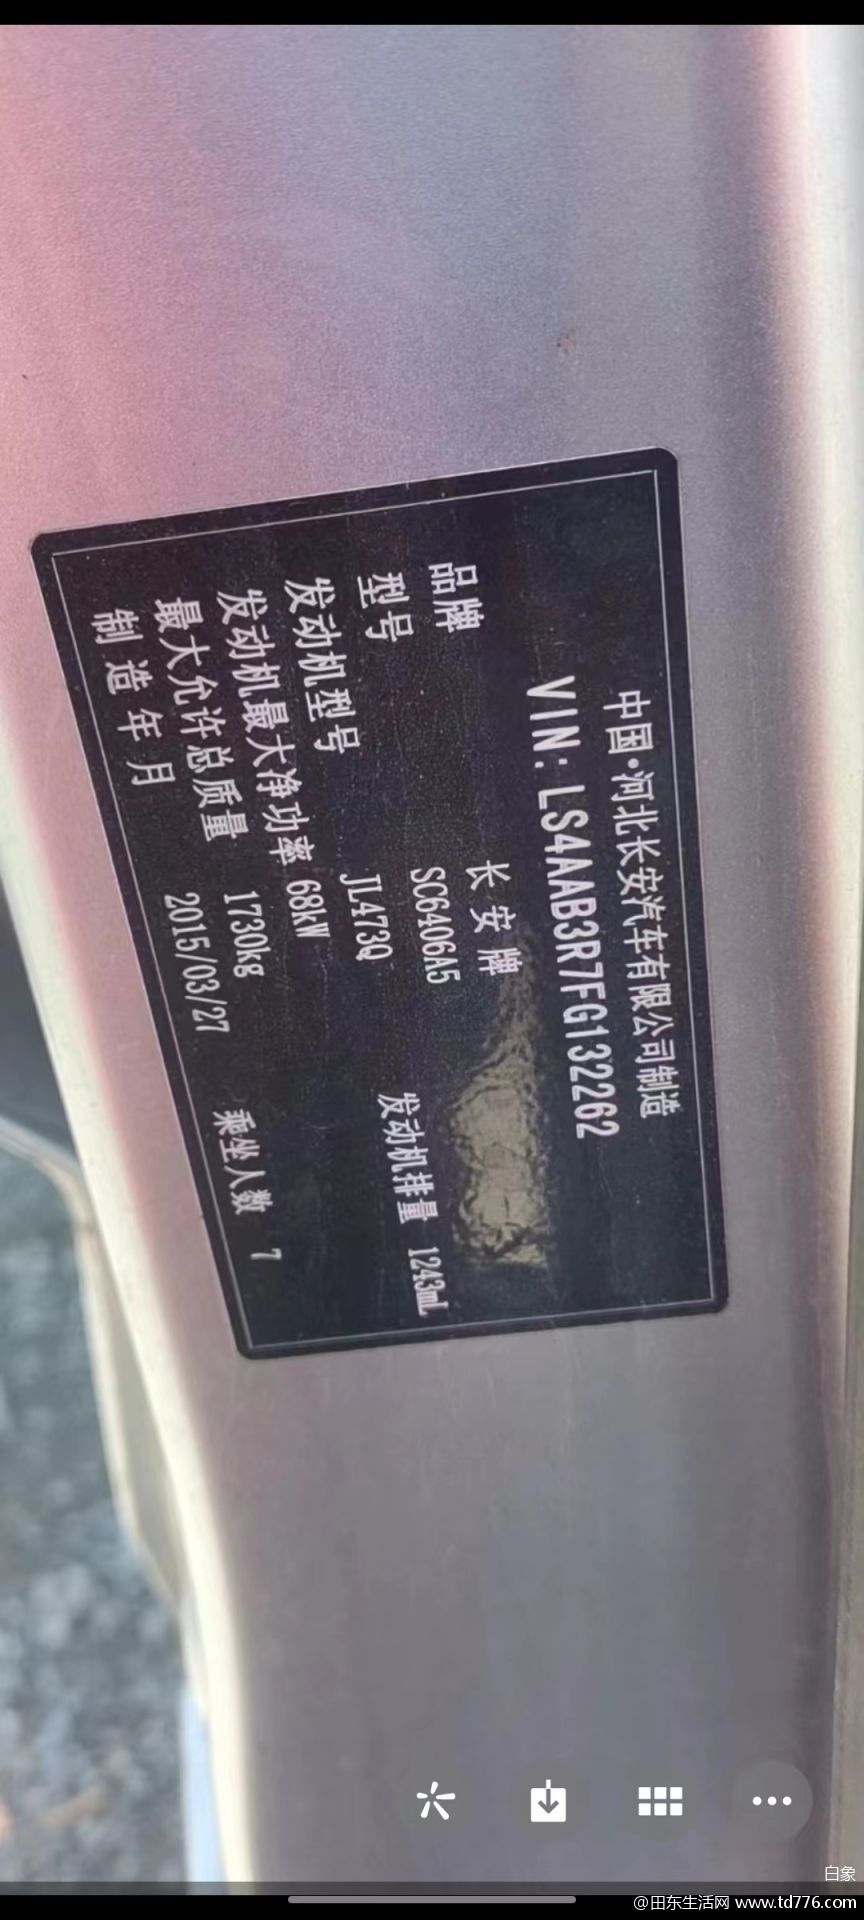 中国·河北长安汽车有限公司制造
VIN: LS4AAB3R7FG132262
品牌 长安牌
型号 SC6406A5
发动机型号 JL473Q 发动机排量 1243mL
发动机最大净功率 68kW
最大允许总质量 1730kg
制造年月 2015/03/27 乘坐人数 7
白象
@田东生活网 www.td776.com